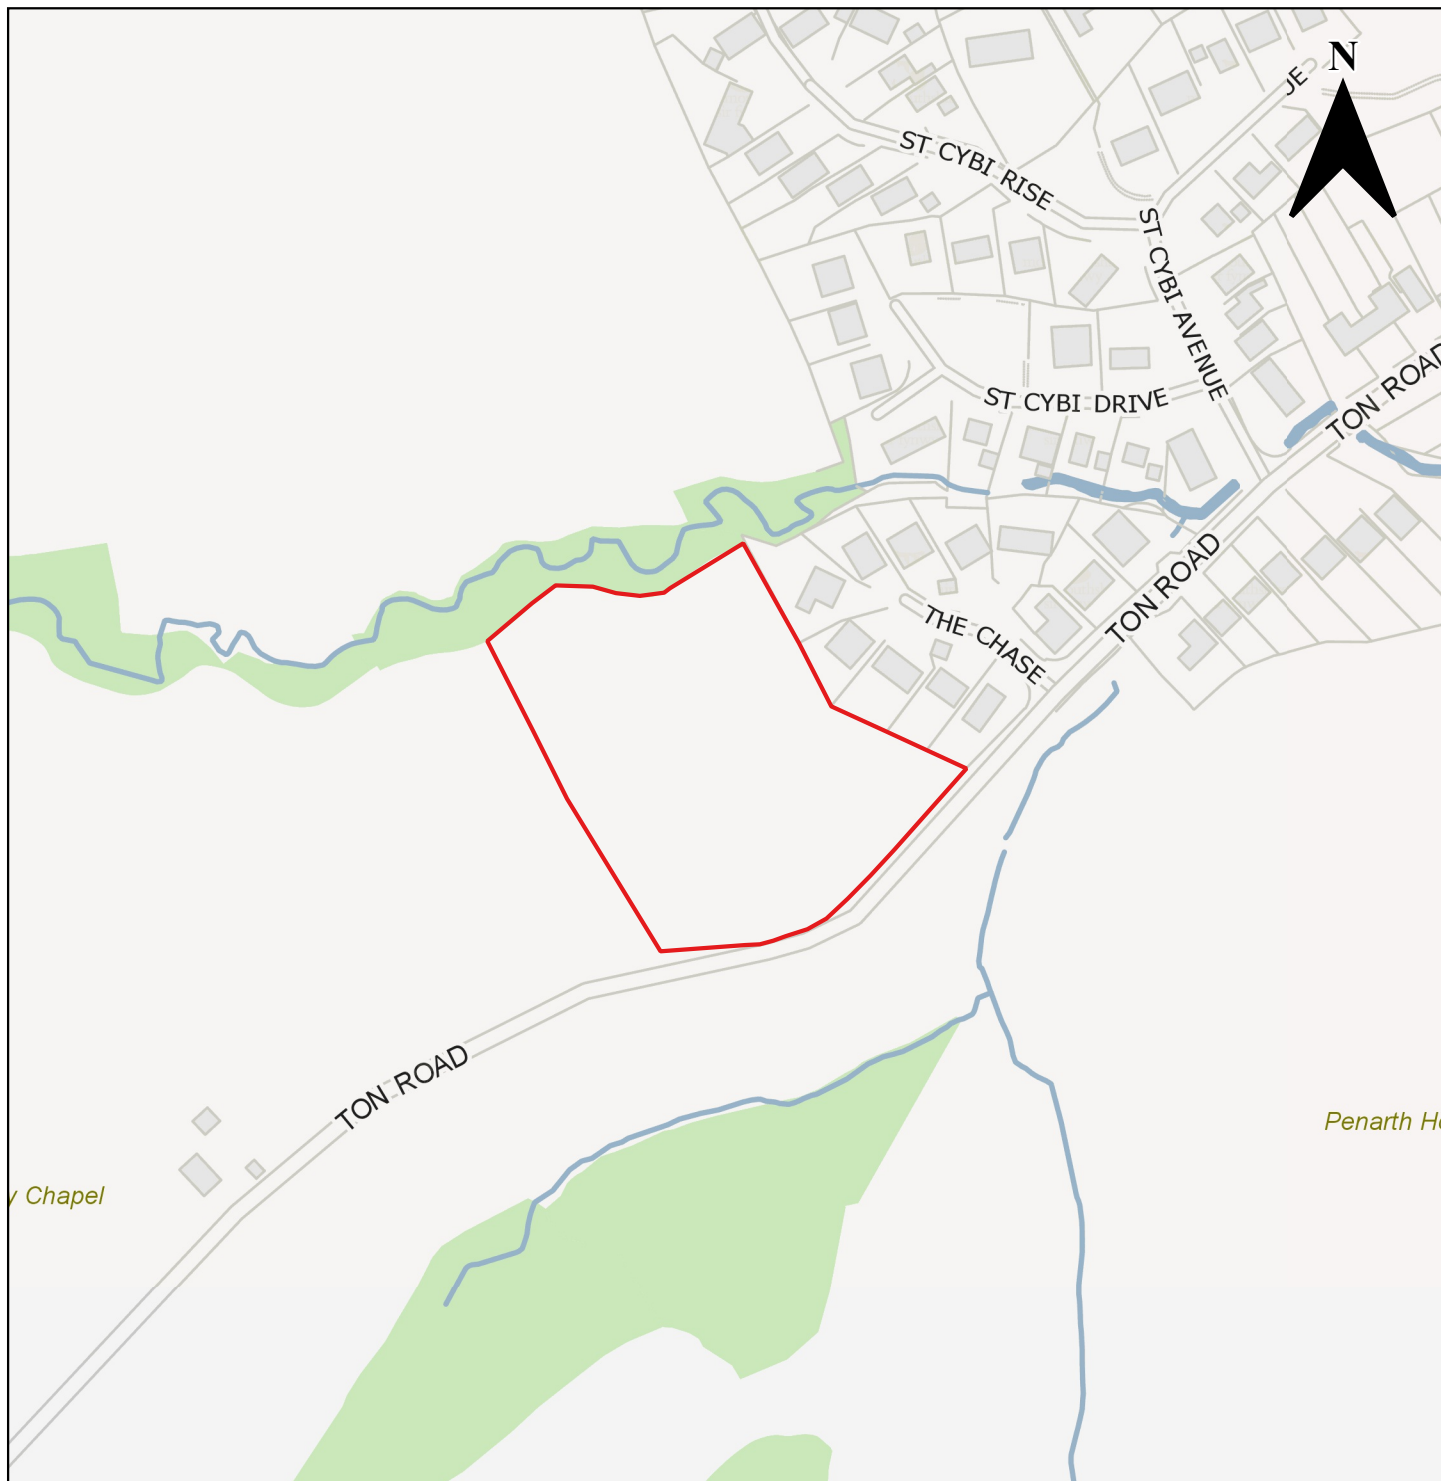 N
ST CYBI RISE
ST CYBI AVENUE
ST CYBI DRIVE
TON ROAD
TON ROAD
THE CHASE
TON ROAD
Penarth H
y Chapel